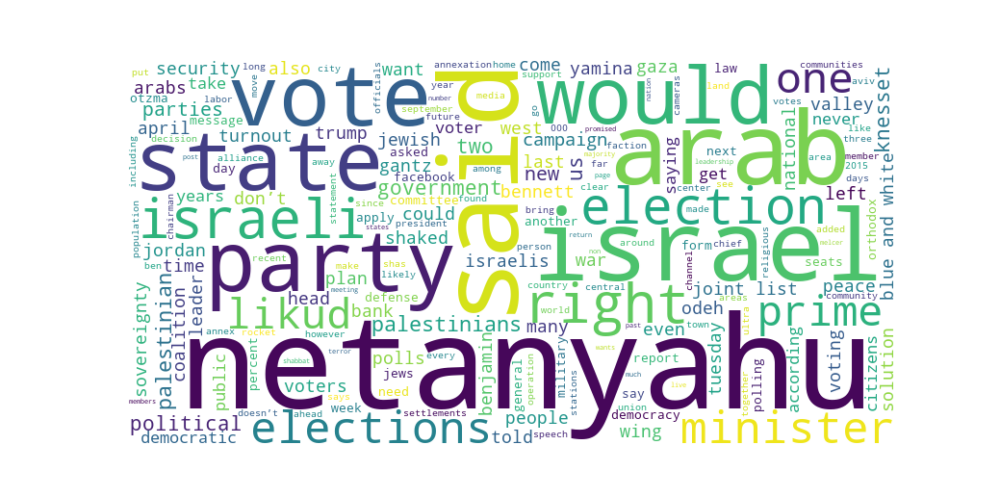 put
security
also
officials
annexation
home
want
come
yamina
gaza
law
city
aviv
communities
long
move
arabs
take
vote
said
would
one
otzma
labor
parties
year
number
september
future
media
support
go
cameras
nation
land
votes
valley
like
april
message
decision
turnout
trump
voter
west
000
promised
campaign
saying
never
three
knesset
including
state
jewish
asked
gantz
two
among
last
us
majority
faction
arab
national
member
2015
area
post
alliance
day
away
facebook
government
new
far
page
get
next
leadership
left
days
years
don't
since
committee
found
bennett
clear
center
see
orthodox
population
chairman
israeli
statement
apply
could
another
bring
election
made
added
blue and white
jordan
states
president
shaked
person
return
non
around
form
chief
religious
seats
ben
recent
party
make
shas
likely
israelis
war
israel
channel
melcer
peace
time
plan
country
central
areas
community
sovereignty
palestinian
coalition
leader
annex
rocket
meeting
head
defense
bank
right
joint list
prime
likud
however
palestinians
many
world
odeh
town
ultra
even
past
solution
public
percent
shabbat
terror
polls
every
benjamin
general
operation
military
report
tuesday
according
citizens
voting
netanyahu
jews
wants
much
live
together
polling
members
says
voters
need
stations
say
union
political
doesn't
ahead
week
settlements
people
democracy
democratic
elections
told
speech
wing
minister